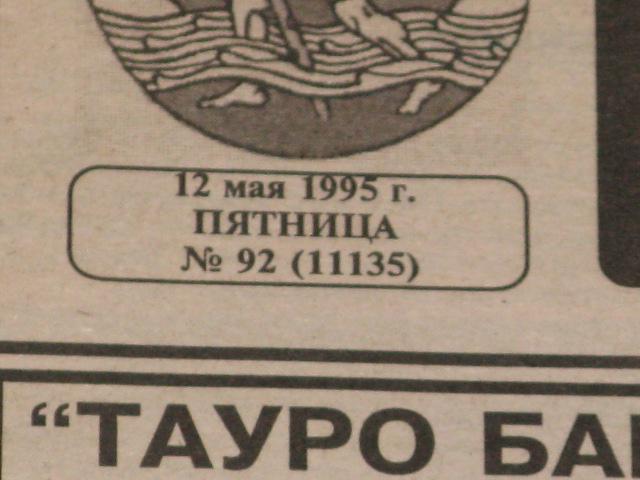 12 мая 1995 г.
ПЯТНИЦА
№ 92 (11135)
“ТАУРО